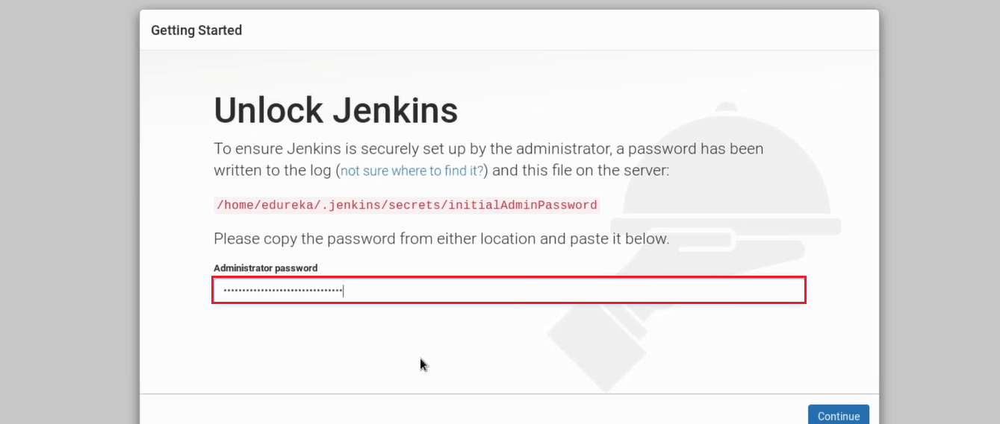 Getting Started
Unlock Jenkins
To ensure Jenkins is securely set up by the administrator, a password has been
written to the log (not sure where to find it?) and this file on the server:
/home/edureka/.jenkins/secrets/initialAdminPassword
Please copy the password from either location and paste it below.
Administrator password
••••••••••••••••••••••••••••••••
Continue